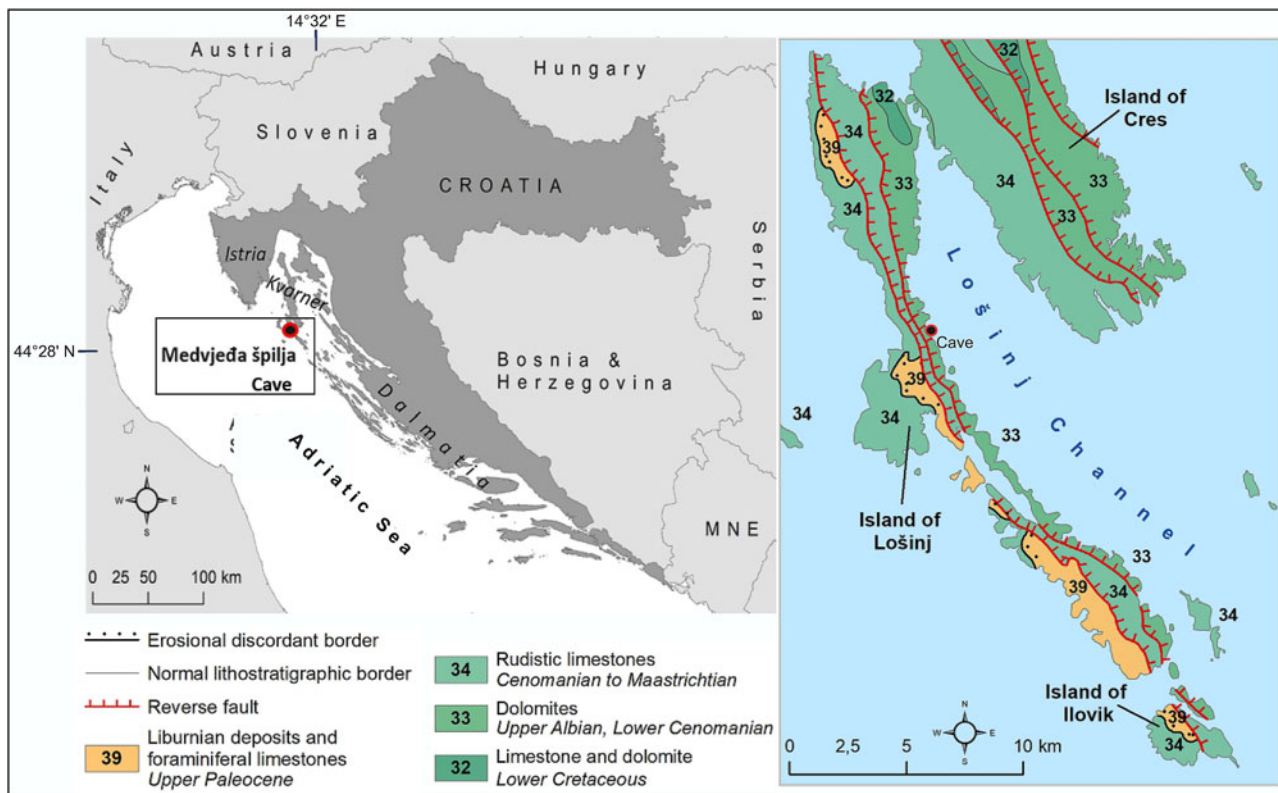 14°32' E
Austria
Hungary
Slovenia
Italy
CROATIA
Istria
Kvarner
Serbia
44°28' N
Medvjeđa špilja
Cave
Bosnia &
Herzegovina
Dalmatia
A
S
Adriatic Sea
MNE
N
W E
S
0 25 50 100 km
Erosional discordant border
Normal lithostratigraphic border
Reverse fault
39 Liburnian deposits and
foraminiferal limestones
Upper Paleocene
34 Rudistic limestones
Cenomanian to Maastrichtian
33 Dolomites
Upper Albian, Lower Cenomanian
32 Limestone and dolomite
Lower Cretaceous
32
32
Island of
Cres
34
39
33
34
34
33
33
Lošinj Channel
Cave
39
34
34
33
Island of
Lošinj
33
39
34
34
Island of
Ilovik
39
34
N
W E
S
0 2,5 5 10 km